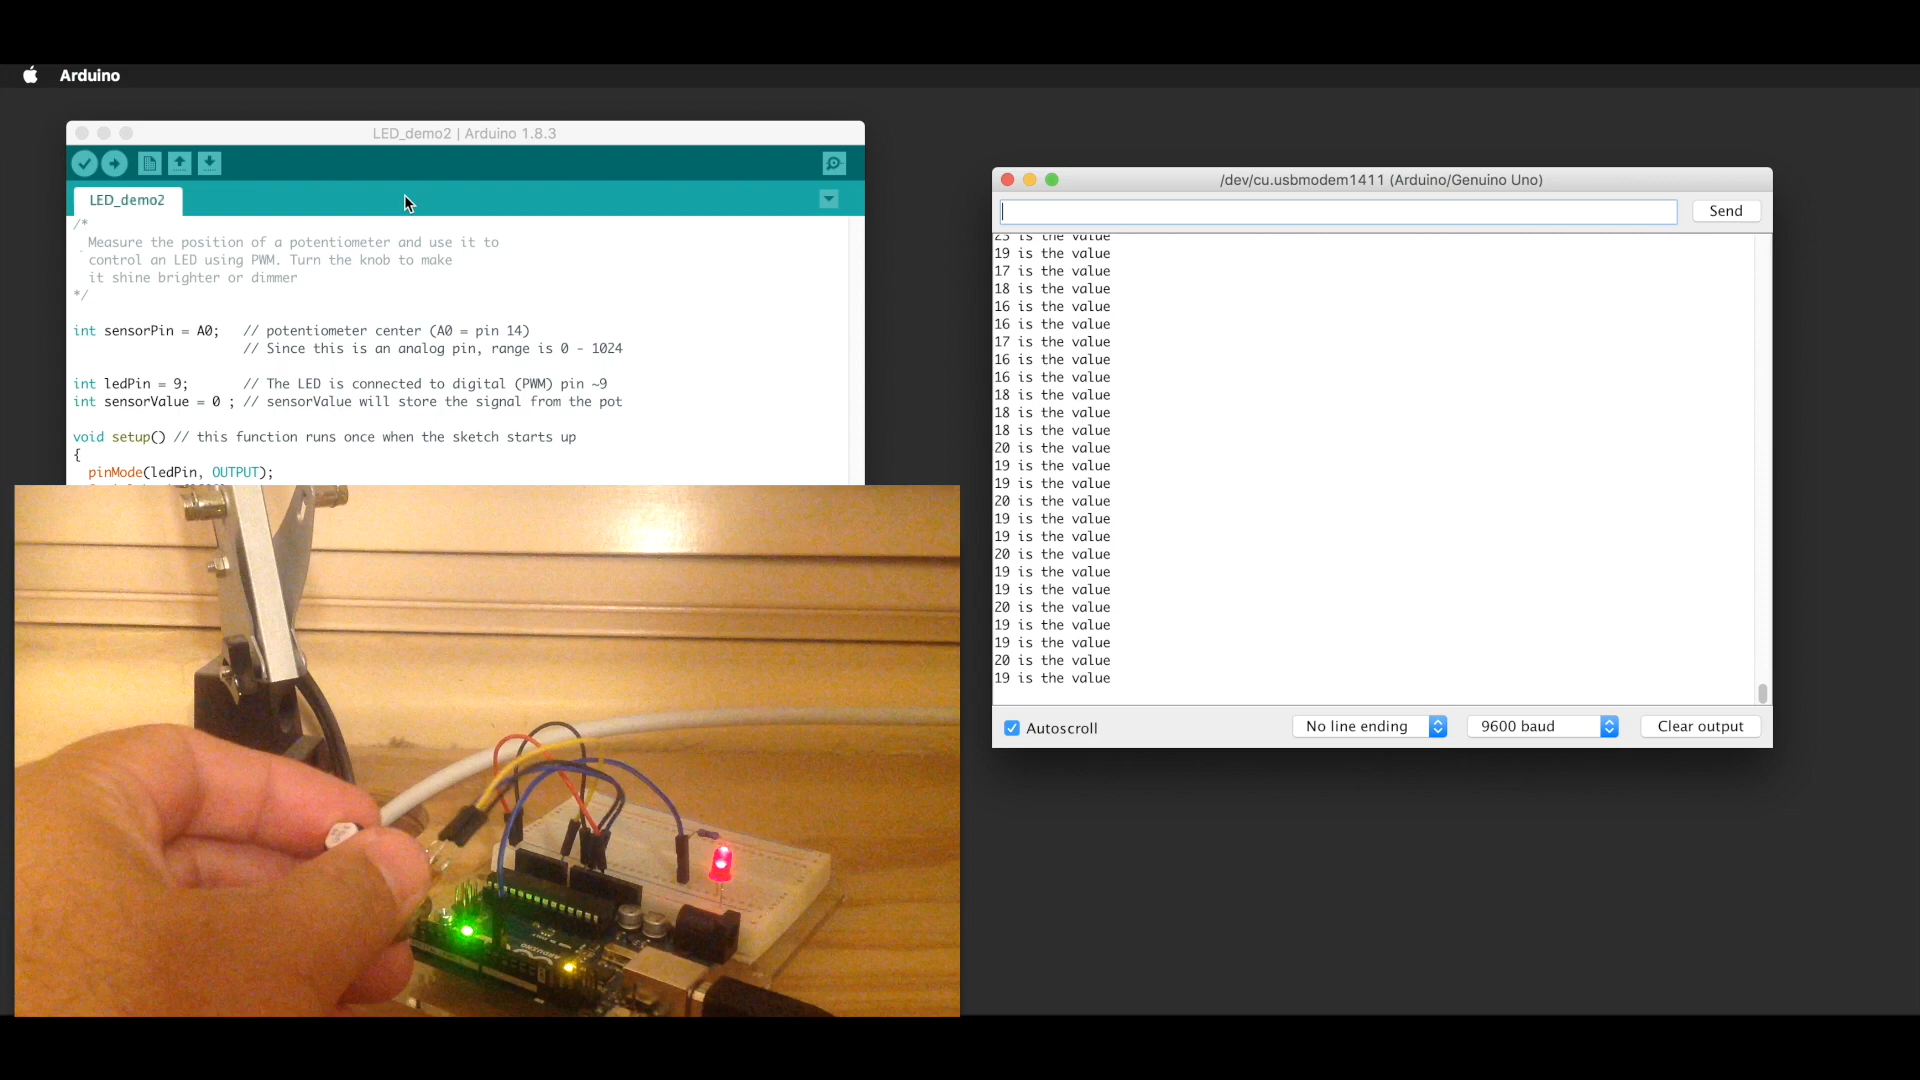 Arduino
LED_demo2 | Arduino 1.8.3
LED_demo2
/*
Measure the position of a potentiometer and use it to
control an LED using PWM. Turn the knob to make
it shine brighter or dimmer
*/
int sensorPin = A0; // potentiometer center (A0 = pin 14)
// Since this is an analog pin, range is 0 - 1024
int ledPin = 9; // The LED is connected to digital (PWM) pin ~9
int sensorValue = 0 ; // sensorValue will store the signal from the pot
void setup() // this function runs once when the sketch starts up
{
pinMode(ledPin, OUTPUT);
/dev/cu.usbmodem1411 (Arduino/Genuino Uno)
Send
23 is the value
19 is the value
17 is the value
18 is the value
16 is the value
16 is the value
17 is the value
16 is the value
16 is the value
18 is the value
18 is the value
18 is the value
20 is the value
19 is the value
19 is the value
20 is the value
19 is the value
19 is the value
20 is the value
19 is the value
19 is the value
20 is the value
19 is the value
19 is the value
20 is the value
19 is the value
Autoscroll
No line ending
9600 baud
Clear output
ARDUINO